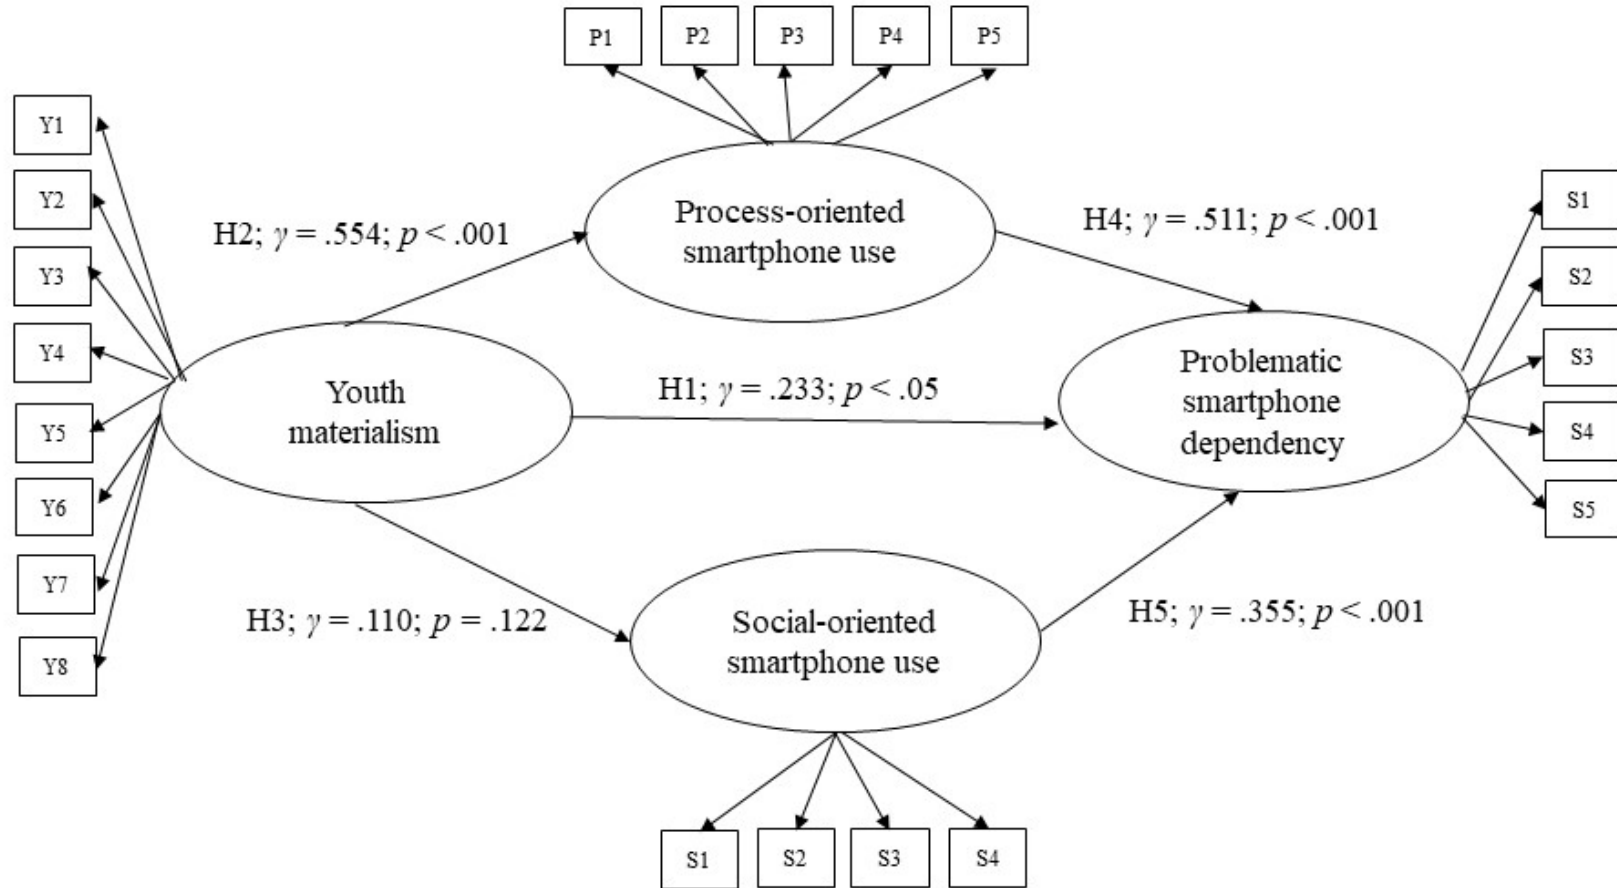 P1
P2
P3
P4
P5
Y1
Y2
Y3
Y4
Y5
Y6
Y7
Y8
H2; γ = .554; p < .001
Process-oriented
smartphone use
H4; γ = .511; p < .001
S1
S2
S3
S4
S5
Youth
materialism
H1; γ = .233; p < .05
Problematic
smartphone
dependency
H3; γ = .110; p = .122
Social-oriented
smartphone use
H5; γ = .355; p < .001
S1
S2
S3
S4